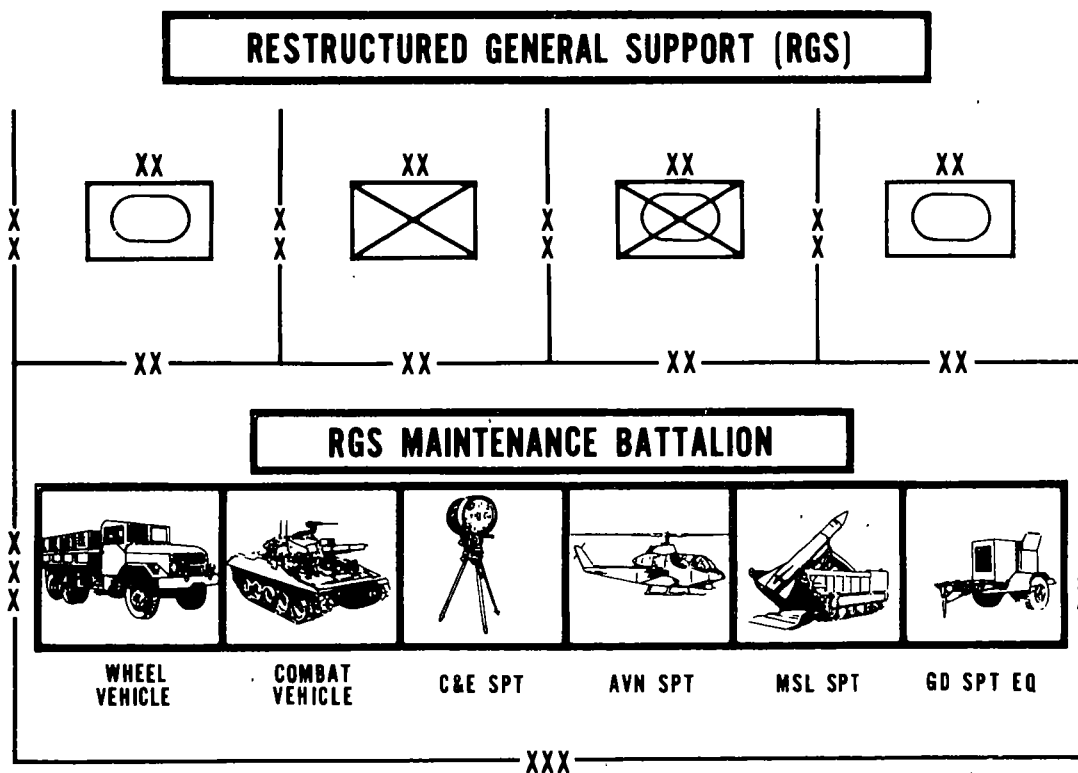 RESTRUCTURED GENERAL SUPPORT (RGS)
XX XX XX XX
XX XX XX XX
XX XX XX XX
RGS MAINTENANCE BATTALION
XXX
WHEEL VEHICLE
COMBAT VEHICLE
C&E SPT
AVN SPT
MSL SPT
GD SPT EQ
XXX